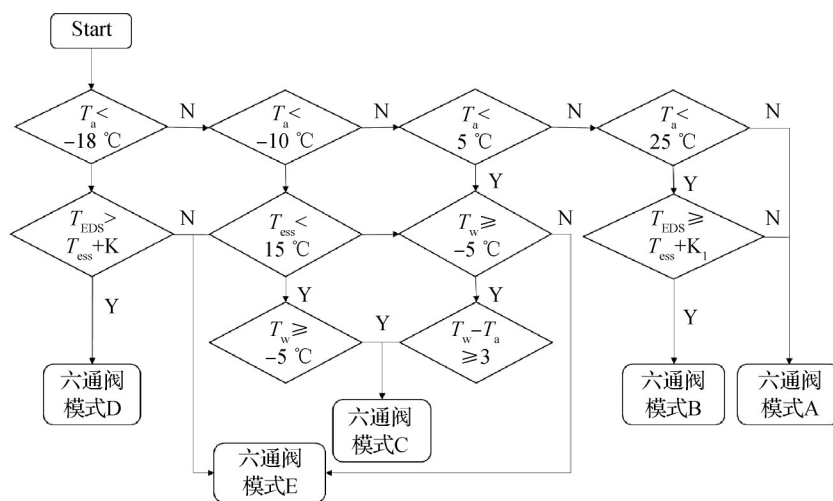 Start
N
N
N
N
Ta<
−18 ℃
Ta<
−10 ℃
Ta<
5 ℃
Ta<
25 ℃
Y
Y
TEDS>
Tess+K
N
Tess<
15 ℃
Tw≥
−5 ℃
N
TEDS≥
Tess+K1
N
Y
Y
Y
Y
Tw≥
−5 ℃
Y
Tw−Ta
≥3
六通阀
模式D
六通阀
模式C
六通阀
模式B
六通阀
模式A
六通阀
模式E